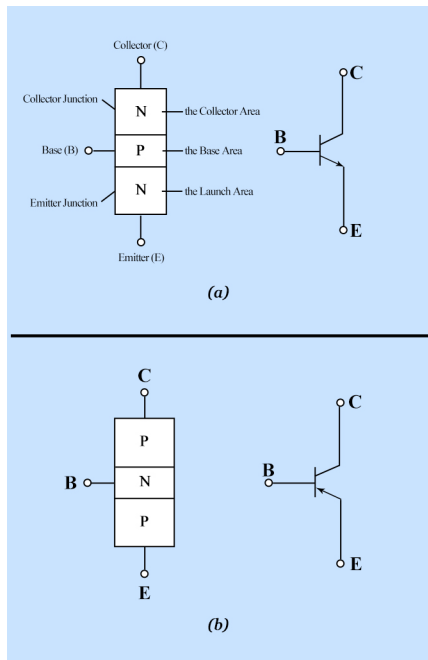 Collector (C)
C
Collector Junction
N
the Collector Area
B
Base (B)
P
the Base Area
N
the Launch Area
Emitter Junction
E
Emitter (E)
(a)
C
C
P
B
N
B
P
E
E
(b)